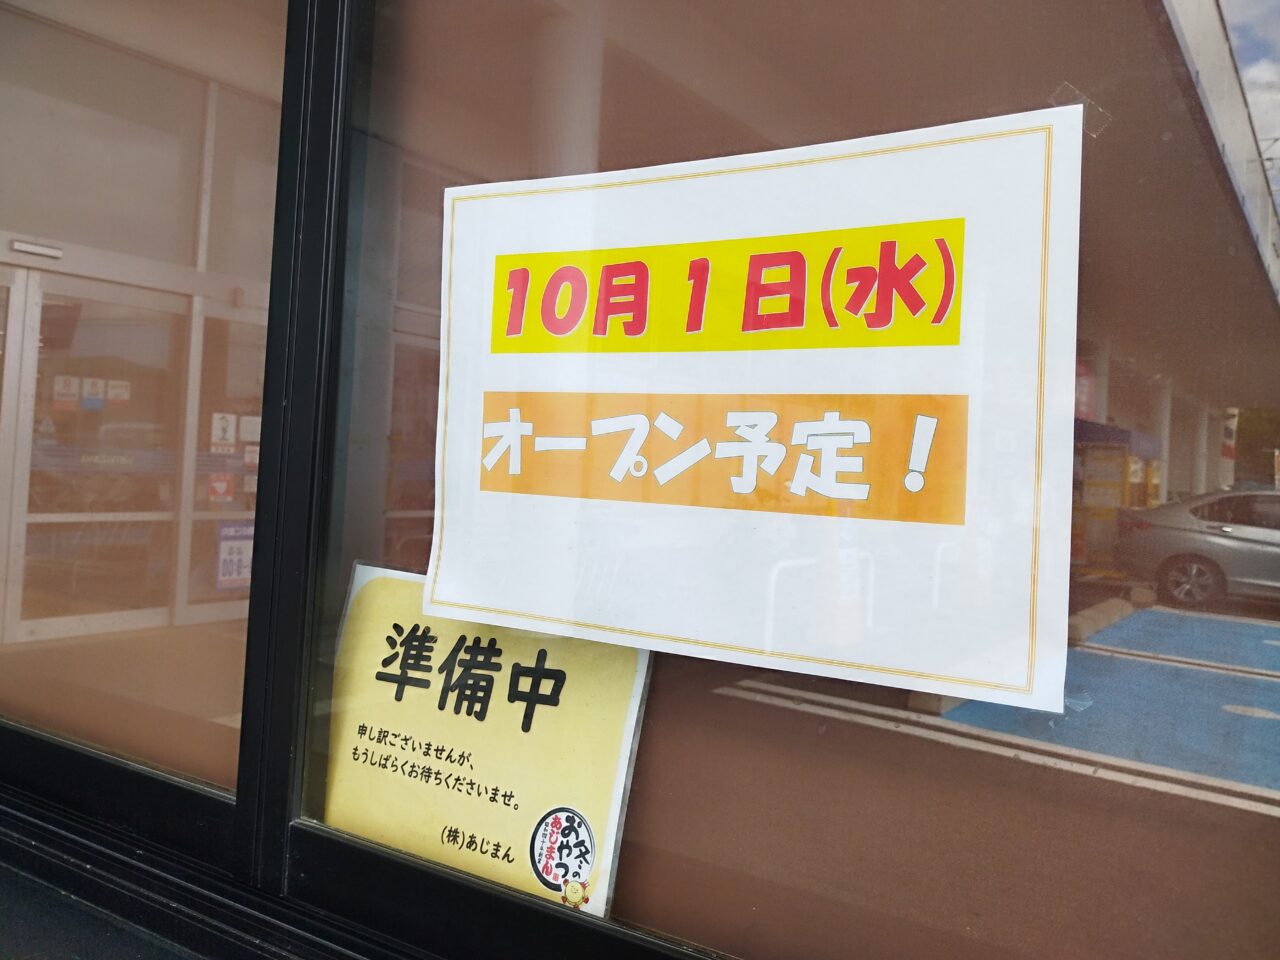 10月1日(水)
オープン予定！
準備中
申し訳ございませんが、
もうしばらくお待ちくださいませ。
(株)あじまん
冬の
おやつ
あじまん